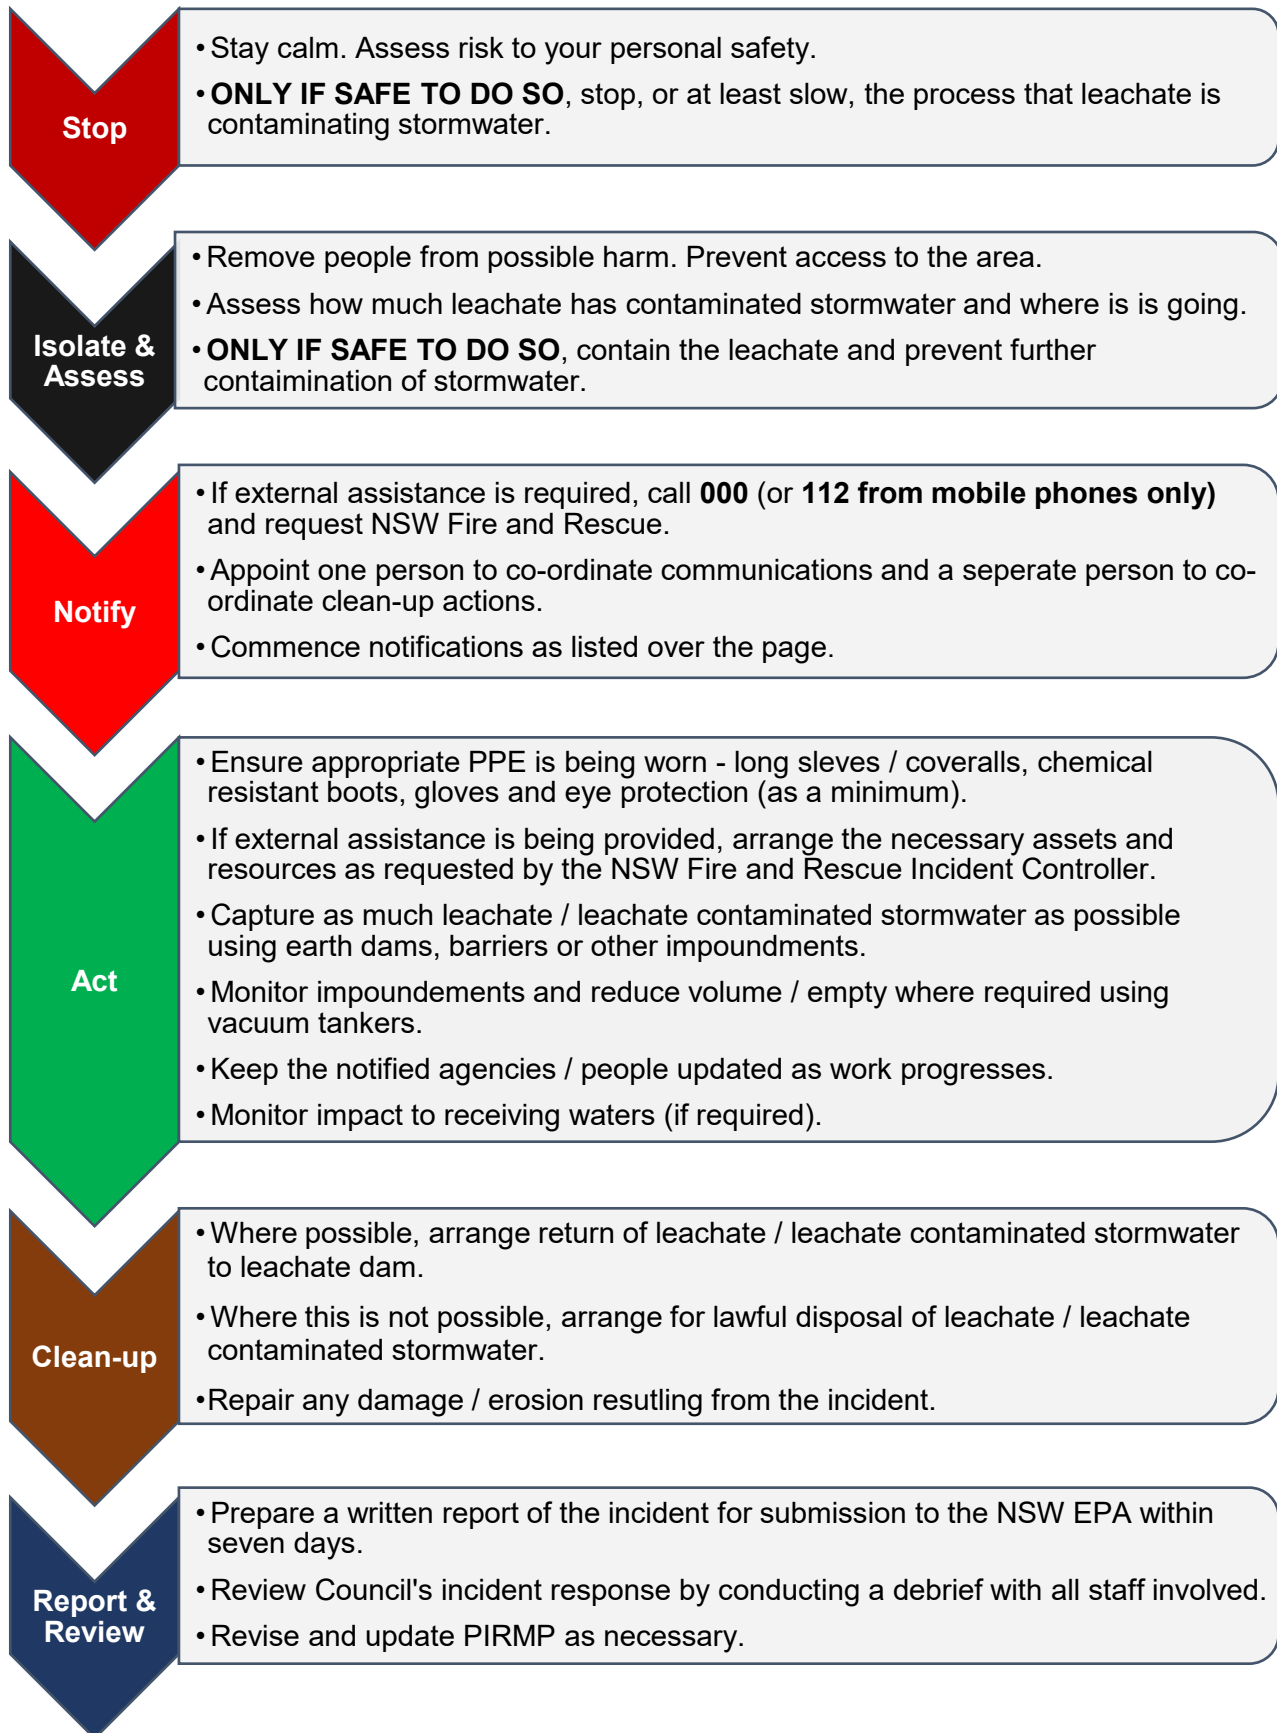 Stop
• Stay calm. Assess risk to your personal safety.
• ONLY IF SAFE TO DO SO, stop, or at least slow, the process that leachate is
contaminating stormwater.
Isolate &
Assess
• Remove people from possible harm. Prevent access to the area.
• Assess how much leachate has contaminated stormwater and where is is going.
• ONLY IF SAFE TO DO SO, contain the leachate and prevent further
contaimination of stormwater.
Notify
• If external assistance is required, call 000 (or 112 from mobile phones only)
and request NSW Fire and Rescue.
• Appoint one person to co-ordinate communications and a seperate person to co-
ordinate clean-up actions.
• Commence notifications as listed over the page.
Act
• Ensure appropriate PPE is being worn - long sleves / coveralls, chemical
resistant boots, gloves and eye protection (as a minimum).
• If external assistance is being provided, arrange the necessary assets and
resources as requested by the NSW Fire and Rescue Incident Controller.
• Capture as much leachate / leachate contaminated stormwater as possible
using earth dams, barriers or other impoundments.
• Monitor impoundements and reduce volume / empty where required using
vacuum tankers.
• Keep the notified agencies / people updated as work progresses.
• Monitor impact to receiving waters (if required).
Clean-up
• Where possible, arrange return of leachate / leachate contaminated stormwater
to leachate dam.
• Where this is not possible, arrange for lawful disposal of leachate / leachate
contaminated stormwater.
• Repair any damage / erosion resutling from the incident.
Report &
Review
• Prepare a written report of the incident for submission to the NSW EPA within
seven days.
• Review Council's incident response by conducting a debrief with all staff involved.
• Revise and update PIRMP as necessary.